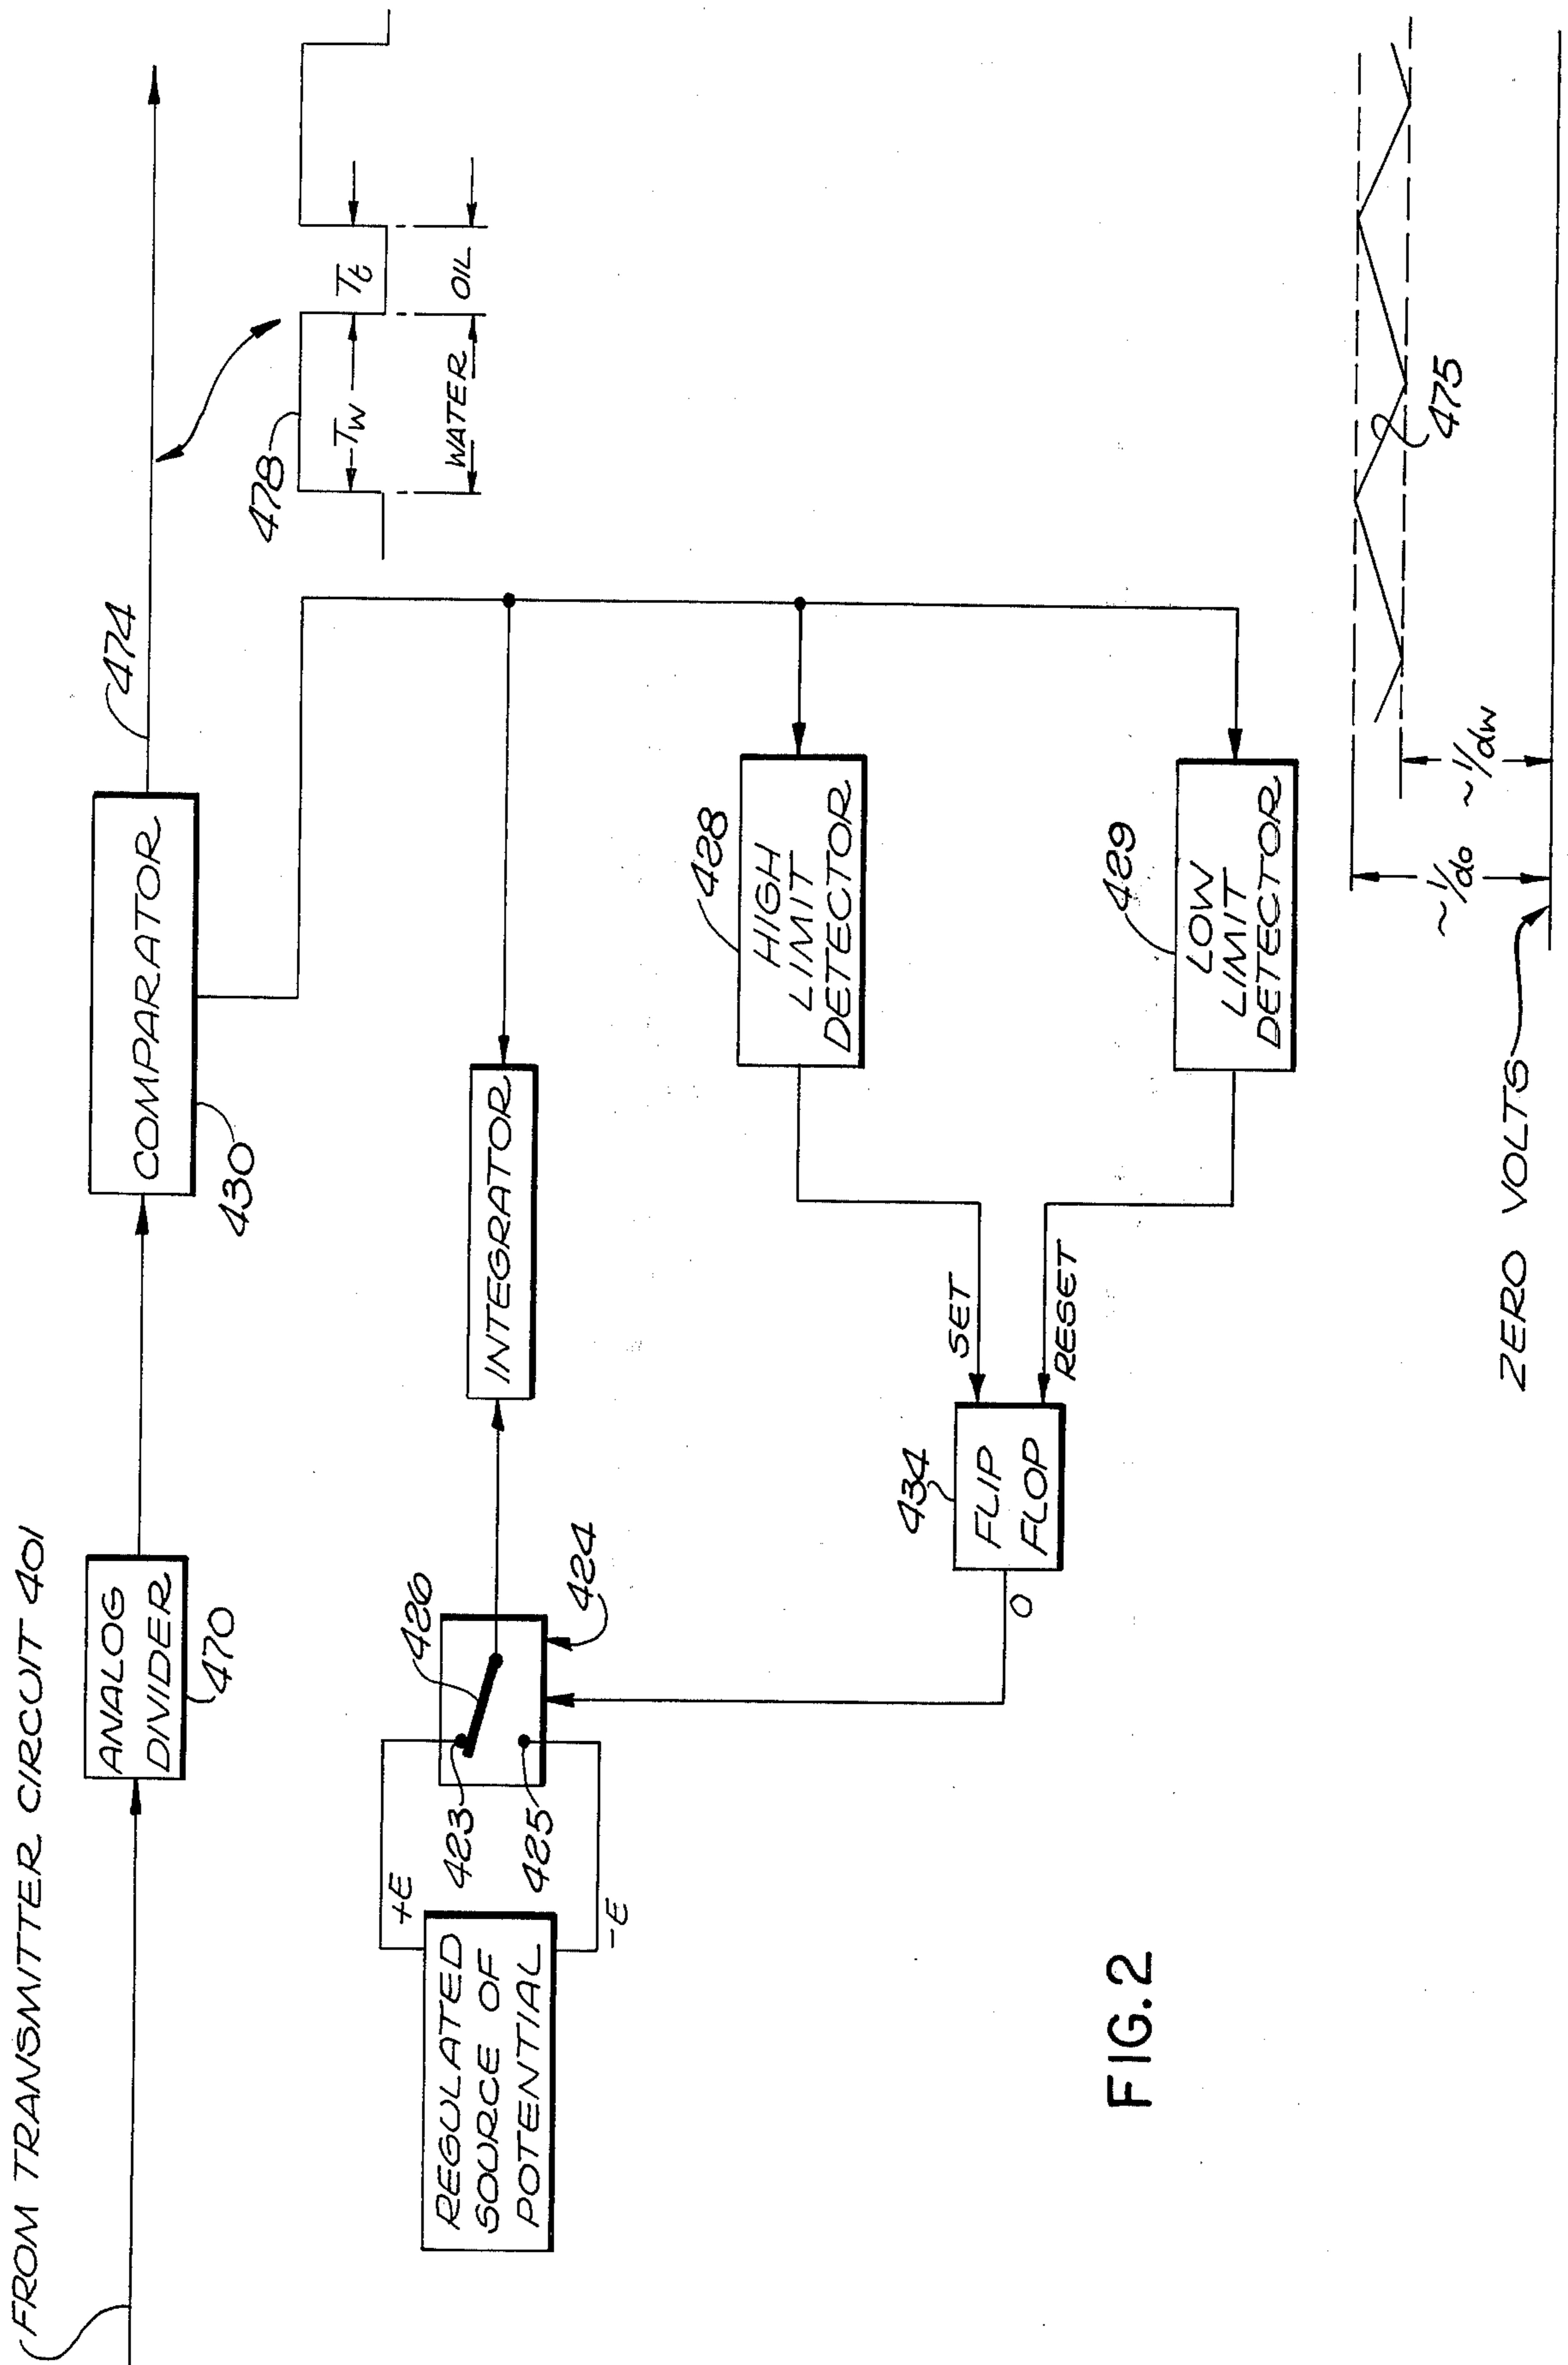 FROM TRANSMITTER CIRCUIT 401
ANALOG
DIVIDER
470
COMPARATOR
430
474
478
Tw
Tt
WATER
OIL
REGULATED
SOURCE OF
POTENTIAL
+E
-E
423
425
426
424
INTEGRATOR
HIGH
LIMIT
DETECTOR
428
LOW
LIMIT
DETECTOR
429
SET
RESET
FLIP
FLOP
434
0
475
~1/do
~1/dw
ZERO VOLTS
FIG.2